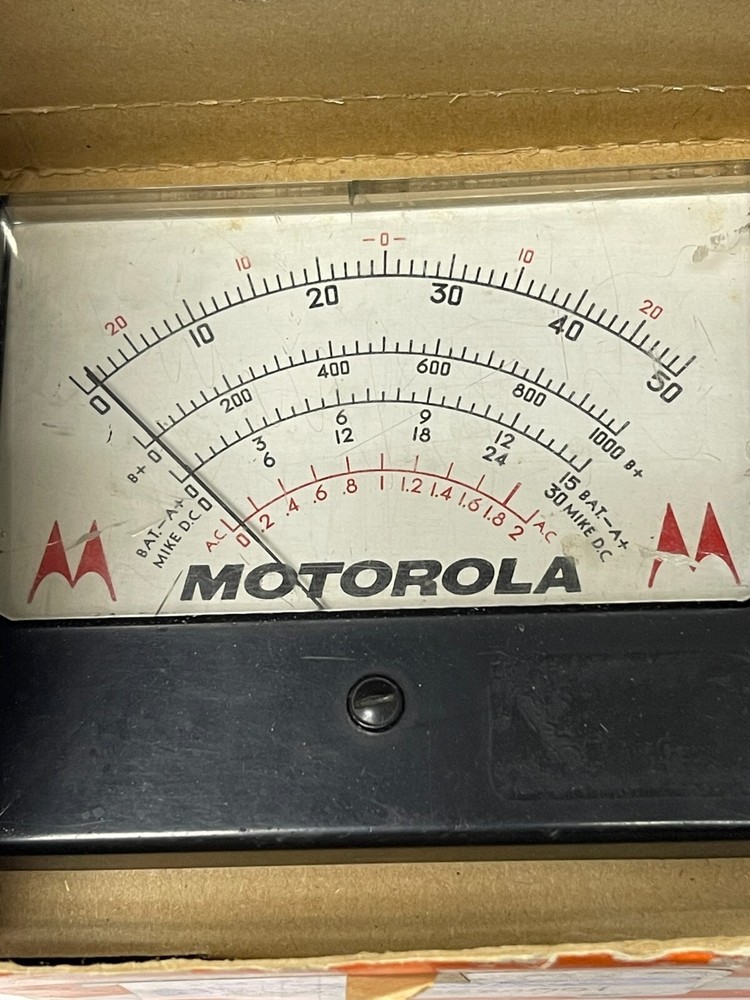 20 10 -0- 10 20
0 10 20 30 40 50
B+ 0 200 400 600 800 1000 B+
BAT.-A+ 0 3 6 9 12 15 BAT.-A+
MIKE D.C. 0 6 12 18 24 30 MIKE D.C.
A.C. 0 .2 .4 .6 .8 1 1.2 1.4 1.6 1.8 2 A.C.
MOTOROLA